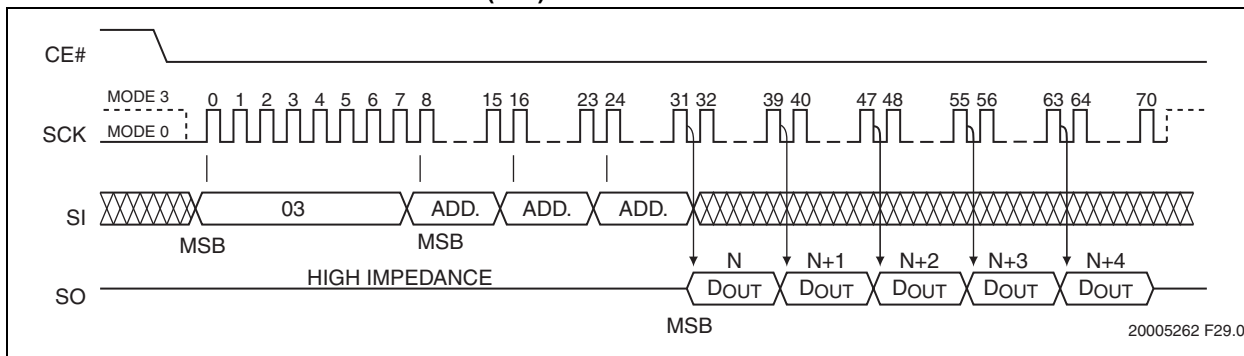 CE#
MODE 3
0 1 2 3 4 5 6 7 8 15 16 23 24 31 32 39 40 47 48 55 56 63 64 70
SCK
MODE 0
SI
03 ADD. ADD. ADD.
MSB MSB
HIGH IMPEDANCE
N N+1 N+2 N+3 N+4
SO
DOUT DOUT DOUT DOUT DOUT
MSB
20005262 F29.0